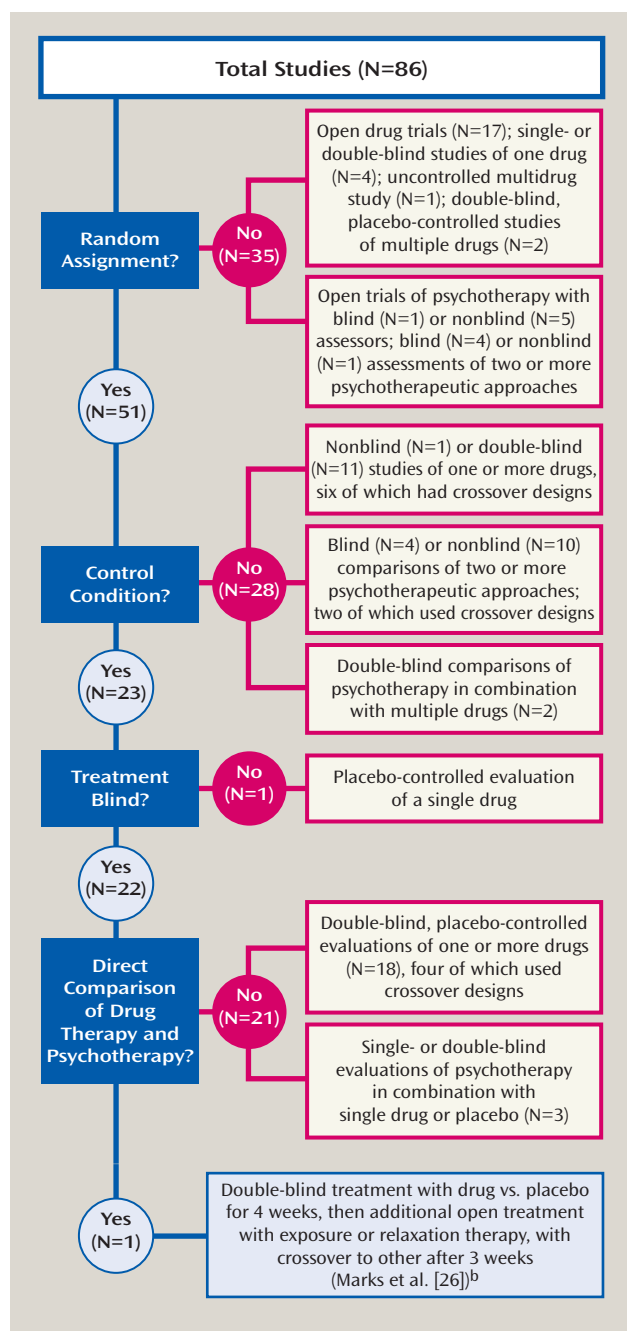 Total Studies (N=86)
Open drug trials (N=17); single- or
double-blind studies of one drug
(N=4); uncontrolled multidrug
study (N=1); double-blind,
placebo-controlled studies
of multiple drugs (N=2)
Random
Assignment?
No
(N=35)
Open trials of psychotherapy with
blind (N=1) or nonblind (N=5)
assessors; blind (N=4) or nonblind
(N=1) assessments of two or more
psychotherapeutic approaches
Yes
(N=51)
Nonblind (N=1) or double-blind
(N=11) studies of one or more drugs,
six of which had crossover designs
Control
Condition?
No
(N=28)
Blind (N=4) or nonblind (N=10)
comparisons of two or more
psychotherapeutic approaches;
two of which used crossover designs
Double-blind comparisons of
psychotherapy in combination
with multiple drugs (N=2)
Yes
(N=23)
Treatment
Blind?
No
(N=1)
Placebo-controlled evaluation
of a single drug
Yes
(N=22)
Double-blind, placebo-controlled
evaluations of one or more drugs
(N=18), four of which used
crossover designs
Direct
Comparison
of Drug
Therapy and
Psychotherapy?
No
(N=21)
Single- or double-blind
evaluations of psychotherapy
in combination with
single drug or placebo (N=3)
Yes
(N=1)
Double-blind treatment with drug vs. placebo
for 4 weeks, then additional open treatment
with exposure or relaxation therapy, with
crossover to other after 3 weeks
(Marks et al. [26])b